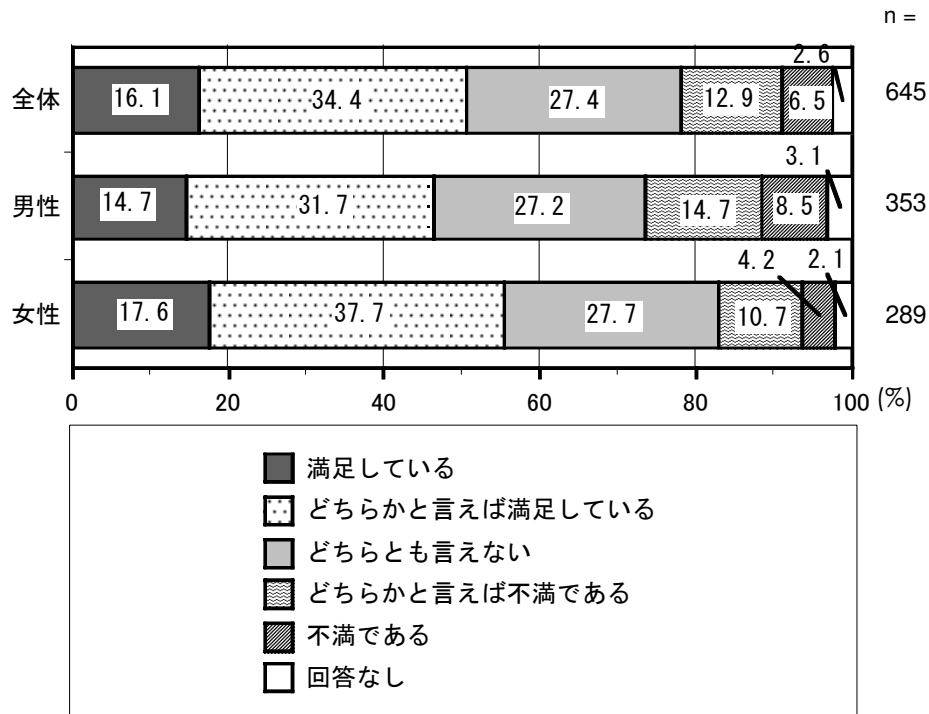 n =
2.6
全体 16.1 34.4 27.4 12.9 6.5 645
3.1
男性 14.7 31.7 27.2 14.7 8.5 353
4.2 2.1
女性 17.6 37.7 27.7 10.7 289
0 20 40 60 80 100 (%)
満足している
どちらかと言えば満足している
どちらとも言えない
どちらかと言えば不満である
不満である
回答なし